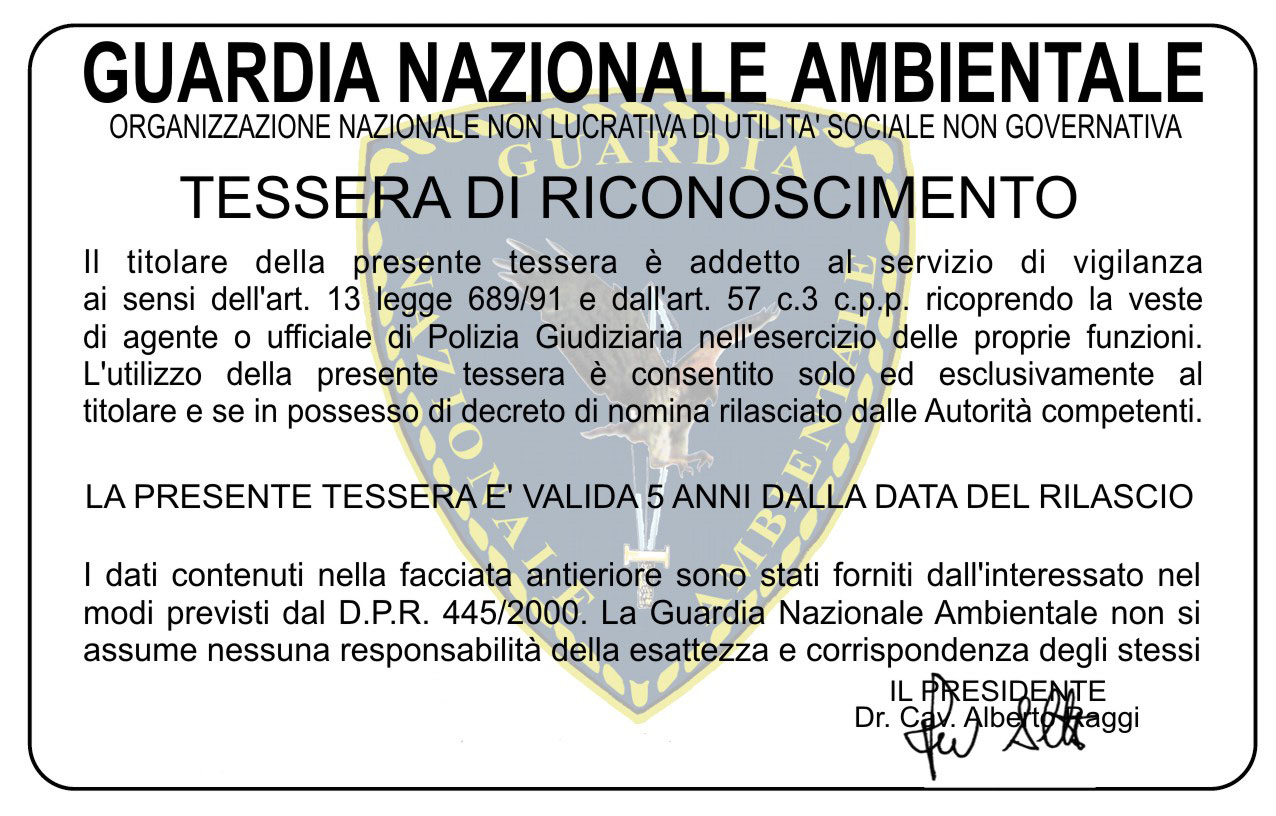 GUARDIA NAZIONALE AMBIENTALE
ORGANIZZAZIONE NAZIONALE NON LUCRATIVA DI UTILITA' SOCIALE NON GOVERNATIVA
GUARDIA
NAZIONALE
AMBIENTALE
TESSERA DI RICONOSCIMENTO
Il titolare della presente tessera è addetto al servizio di vigilanza
ai sensi dell'art. 13 legge 689/91 e dall'art. 57 c.3 c.p.p. ricoprendo la veste
di agente o ufficiale di Polizia Giudiziaria nell'esercizio delle proprie funzioni.
L'utilizzo della presente tessera è consentito solo ed esclusivamente al
titolare e se in possesso di decreto di nomina rilasciato dalle Autorità competenti.
LA PRESENTE TESSERA E' VALIDA 5 ANNI DALLA DATA DEL RILASCIO
I dati contenuti nella facciata antieriore sono stati forniti dall'interessato nel
modi previsti dal D.P.R. 445/2000. La Guardia Nazionale Ambientale non si
assume nessuna responsabilità della esattezza e corrispondenza degli stessi
IL PRESIDENTE
Dr. Cav. Alberto Raggi